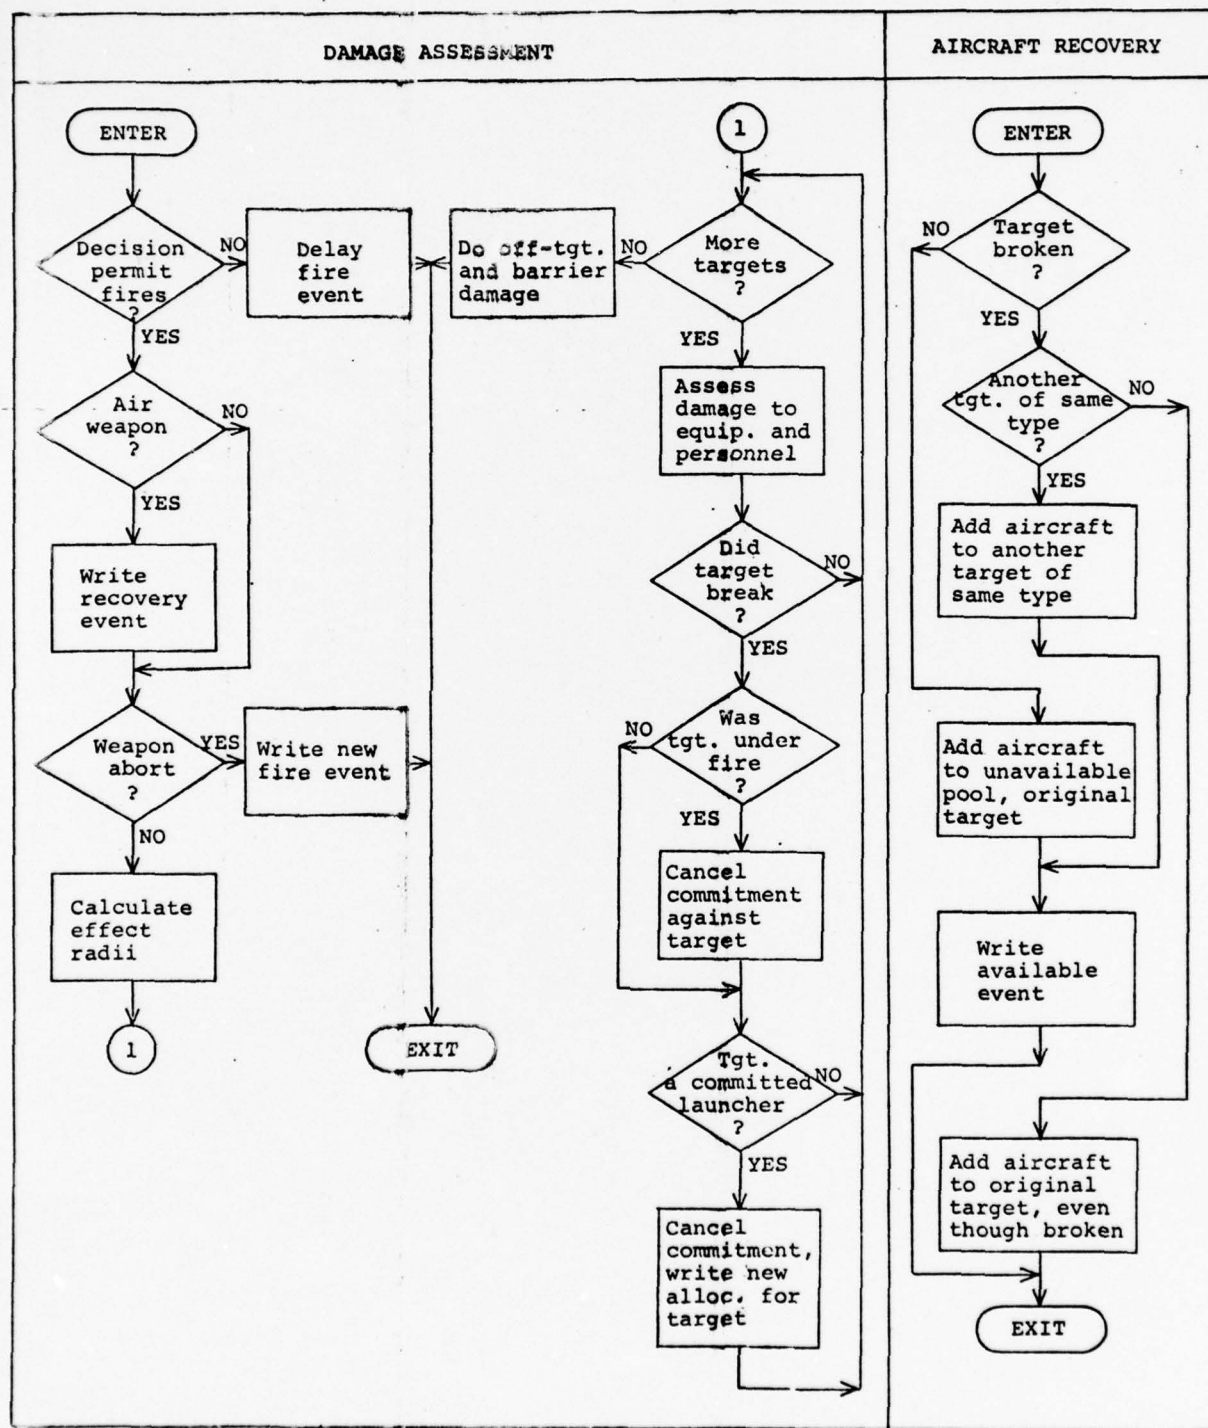 DAMAGE ASSESSMENT
AIRCRAFT RECOVERY
ENTER
Decision
permit
fires
?
NO
YES
Delay
fire
event
Air
weapon
?
NO
YES
Write
recovery
event
Weapon
abort
?
YES
NO
Write new
fire event
Calculate
effect
radii
1
EXIT
1
More
targets
?
NO
YES
Do off-tgt.
and barrier
damage
Assess
damage to
equip. and
personnel
Did
target
break
?
NO
YES
Was
tgt. under
fire
?
NO
YES
Cancel
commitment
against
target
Tgt.
a committed
launcher
?
NO
YES
Cancel
commitment,
write new
alloc. for
target
ENTER
Target
broken
?
NO
YES
Another
tgt. of same
type
?
NO
YES
Add aircraft
to another
target of
same type
Add aircraft
to unavailable
pool, original
target
Write
available
event
Add aircraft
to original
target, even
though broken
EXIT